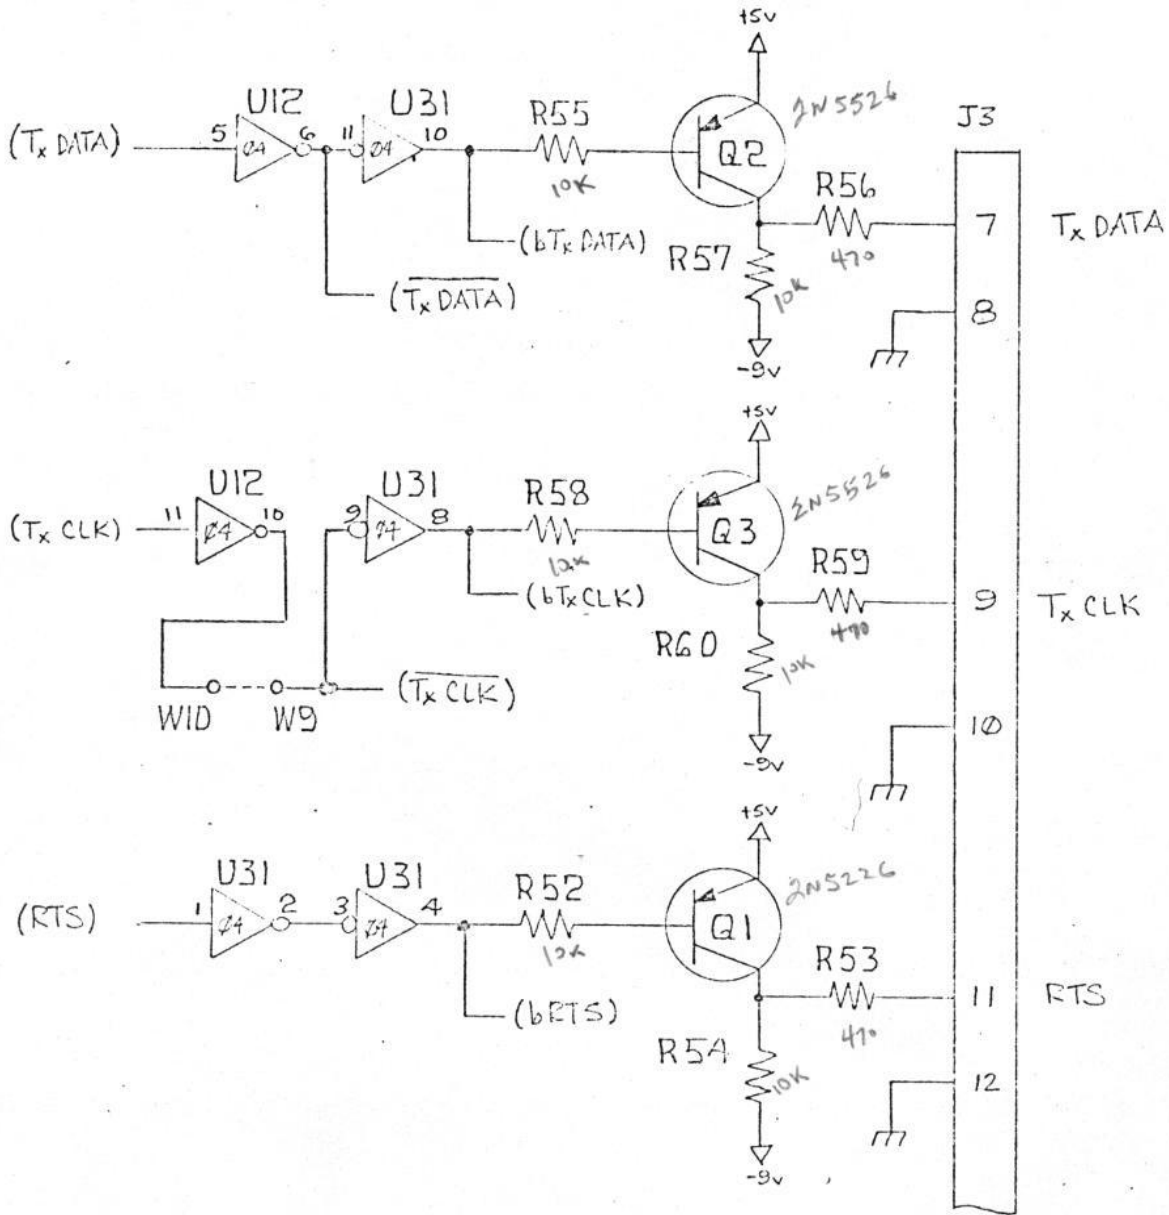 +5V
U12
U31
R55
2N5526
J3
(Tx DATA)
5
Ø4
6
11
Ø4
10
10K
Q2
R56
7
Tx DATA
470
(bTx DATA)
R57
10K
(Tx DATA)
8
-9V
+5V
U12
U31
R58
2N5526
(Tx CLK)
11
Ø4
10
9
Ø4
8
10K
Q3
R59
9
Tx CLK
470
(bTx CLK)
R60
10K
(Tx CLK)
W10
W9
10
-9V
+5V
U31
U31
R52
2N5226
(RTS)
1
Ø4
2
3
Ø4
4
10K
Q1
R53
11
RTS
470
(bRTS)
R54
10K
12
-9V